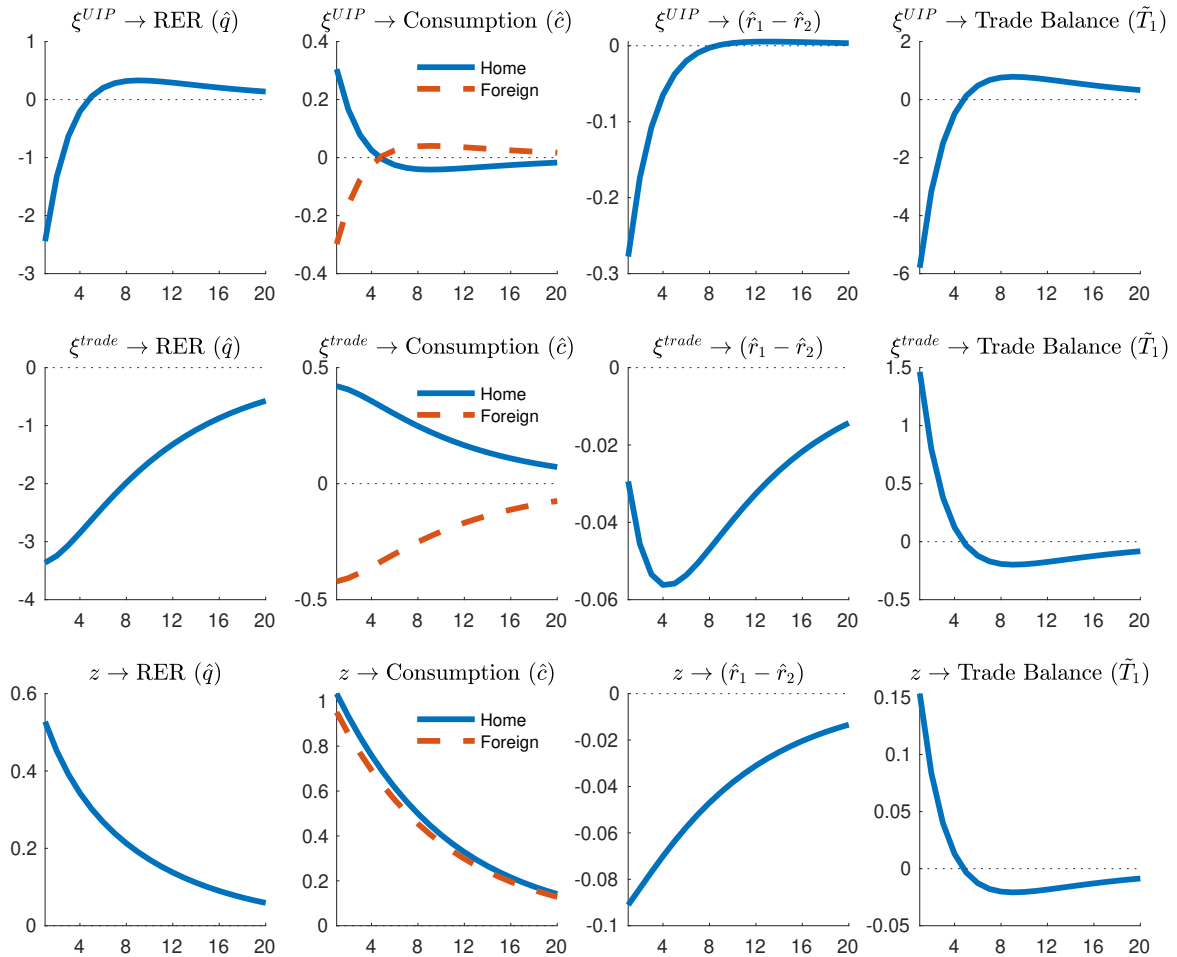 ξ^{UIP} → RER (q̂)
1
0
-1
-2
-3
4 8 12 16 20
ξ^{UIP} → Consumption (ĉ)
0.4
0.2
0
-0.2
-0.4
Home
Foreign
4 8 12 16 20
ξ^{UIP} → (r̂₁ − r̂₂)
0
-0.1
-0.2
-0.3
4 8 12 16 20
ξ^{UIP} → Trade Balance (T̃₁)
2
0
-2
-4
-6
4 8 12 16 20
ξ^{trade} → RER (q̂)
0
-1
-2
-3
-4
4 8 12 16 20
ξ^{trade} → Consumption (ĉ)
0.5
0
-0.5
Home
Foreign
4 8 12 16 20
ξ^{trade} → (r̂₁ − r̂₂)
0
-0.02
-0.04
-0.06
4 8 12 16 20
ξ^{trade} → Trade Balance (T̃₁)
1.5
1
0.5
0
-0.5
4 8 12 16 20
z → RER (q̂)
0.6
0.4
0.2
0
4 8 12 16 20
z → Consumption (ĉ)
1
0.8
0.6
0.4
0.2
0
Home
Foreign
4 8 12 16 20
z → (r̂₁ − r̂₂)
0
-0.02
-0.04
-0.06
-0.08
-0.1
4 8 12 16 20
z → Trade Balance (T̃₁)
0.15
0.1
0.05
0
-0.05
4 8 12 16 20